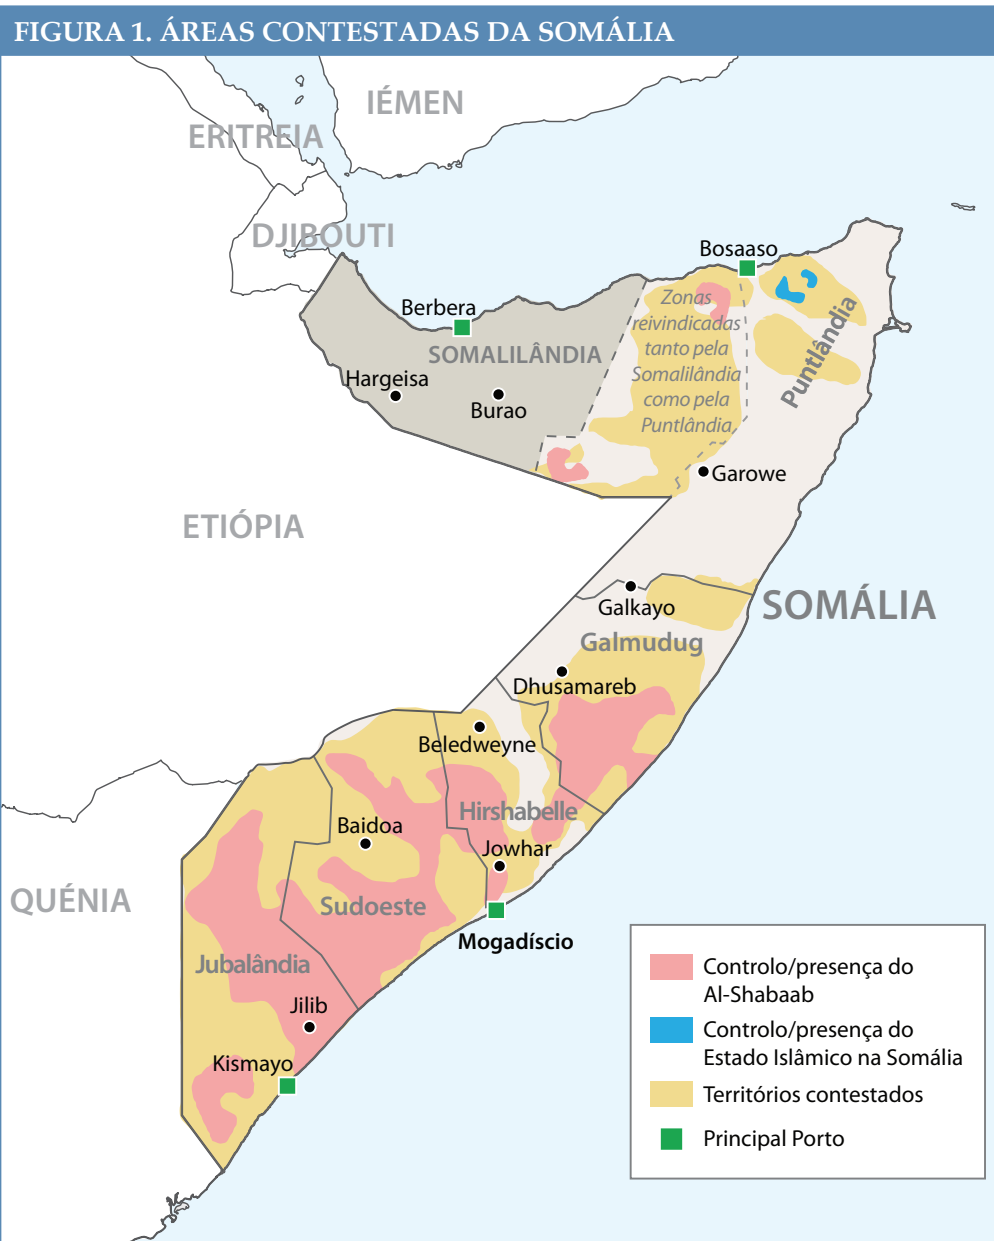 FIGURA 1. ÁREAS CONTESTADAS DA SOMÁLIA
IÉMEN
ERITREIA
DJIBOUTI
Bosaaso
Berbera
Zonas
reivindicadas
tanto pela
Somalilândia
como pela
Puntlândia
SOMALILÂNDIA
Puntlândia
Hargeisa
Burao
Garowe
ETIÓPIA
Galkayo
SOMÁLIA
Galmudug
Dhusamareb
Beledweyne
Hirshabelle
Baidoa
Jowhar
QUÉNIA
Sudoeste
Mogadíscio
Jubalândia
Jilib
Kismayo
Controlo/presença do
Al-Shabaab
Controlo/presença do
Estado Islâmico na Somália
Territórios contestados
Principal Porto